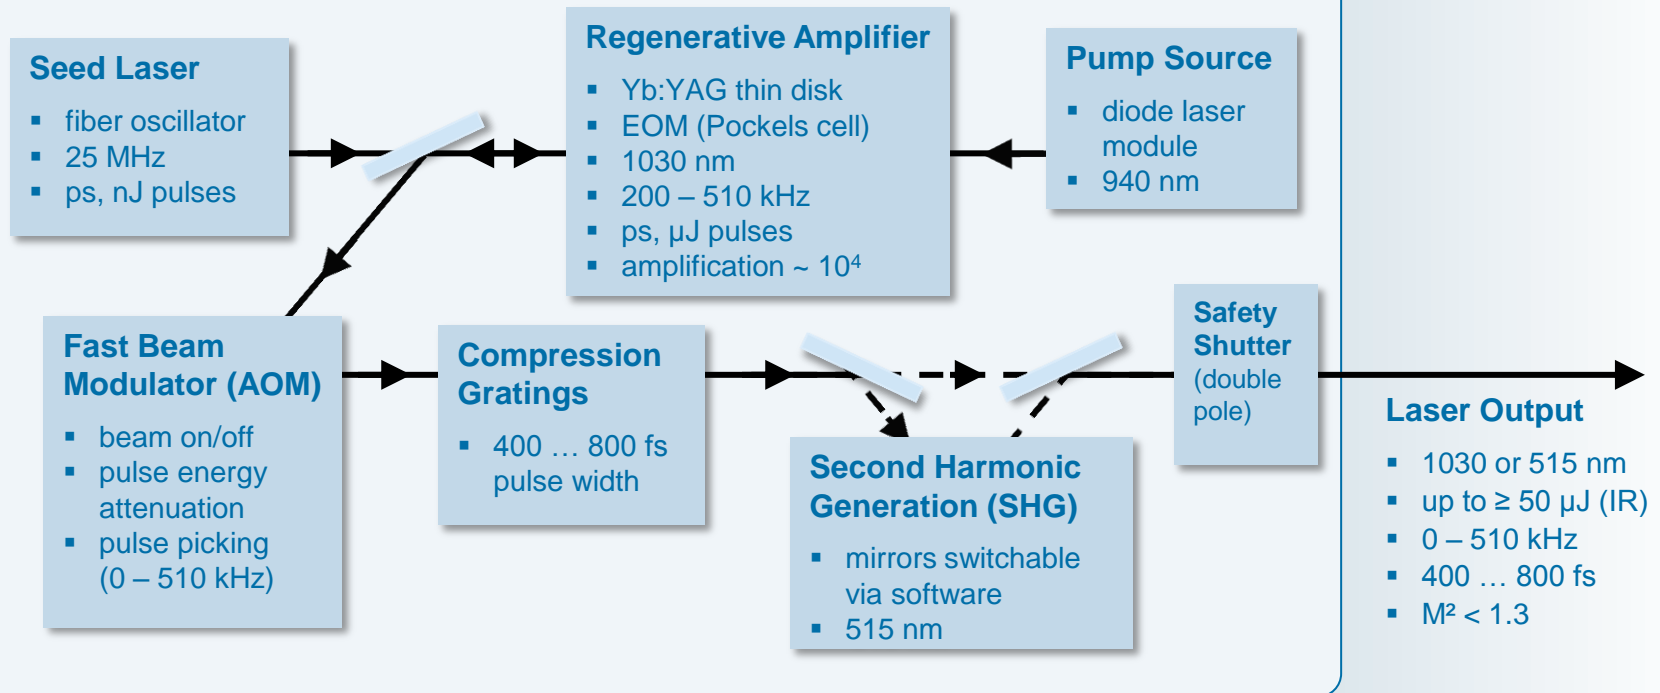 Seed Laser
▪ fiber oscillator
▪ 25 MHz
▪ ps, nJ pulses
Regenerative Amplifier
▪ Yb:YAG thin disk
▪ EOM (Pockels cell)
▪ 1030 nm
▪ 200 – 510 kHz
▪ ps, µJ pulses
▪ amplification ~ 10⁴
Pump Source
▪ diode laser
module
▪ 940 nm
Fast Beam
Modulator (AOM)
▪ beam on/off
▪ pulse energy
attenuation
▪ pulse picking
(0 – 510 kHz)
Compression
Gratings
▪ 400 … 800 fs
pulse width
Second Harmonic
Generation (SHG)
▪ mirrors switchable
via software
▪ 515 nm
Safety
Shutter
(double
pole)
Laser Output
▪ 1030 or 515 nm
▪ up to ≥ 50 µJ (IR)
▪ 0 – 510 kHz
▪ 400 … 800 fs
▪ M² < 1.3